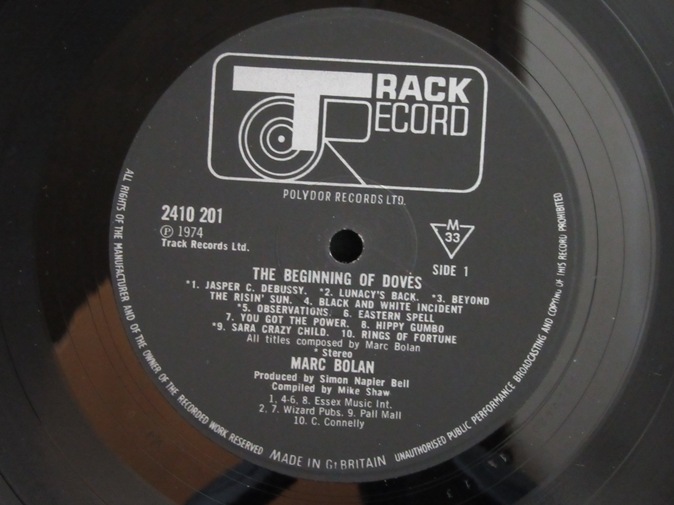 TRACK
RECORD
POLYDOR RECORDS LTD.
2410 201
Ⓟ 1974
Track Records Ltd.
M
33
SIDE 1
THE BEGINNING OF DOVES
*1. JASPER C. DEBUSSY. *2. LUNACY'S BACK. *3. BEYOND
THE RISIN' SUN. 4. BLACK AND WHITE INCIDENT
*5. OBSERVATIONS. 6. EASTERN SPELL
7. YOU GOT THE POWER. 8. HIPPY GUMBO
*9. SARA CRAZY CHILD. 10. RINGS OF FORTUNE
All titles composed by Marc Bolan
* Stereo
MARC BOLAN
Produced by Simon Napier Bell
Compiled by Mike Shaw
1, 4-6, 8. Essex Music Int.
2, 7. Wizard Pubs. 9. Pall Mall
10. C. Connelly
ALL RIGHTS OF THE MANUFACTURER AND OF THE OWNER OF THE RECORDED WORK RESERVED
MADE IN Gt BRITAIN
UNAUTHORISED PUBLIC PERFORMANCE BROADCASTING AND COPYING OF THIS RECORD PROHIBITED